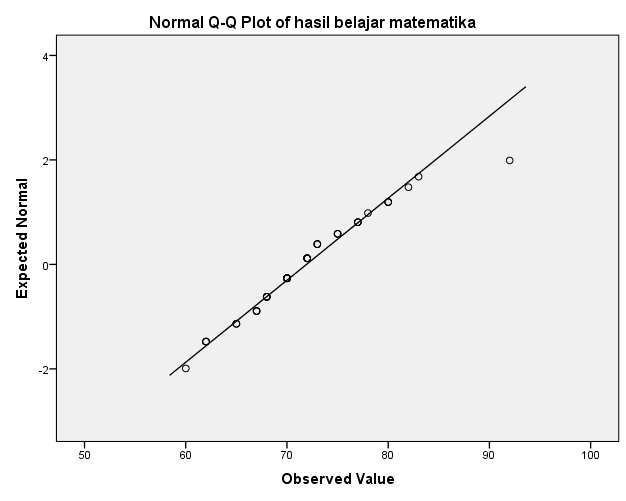 Normal Q-Q Plot of hasil belajar matematika
4
2
0
-2
Expected Normal
50 60 70 80 90 100
Observed Value